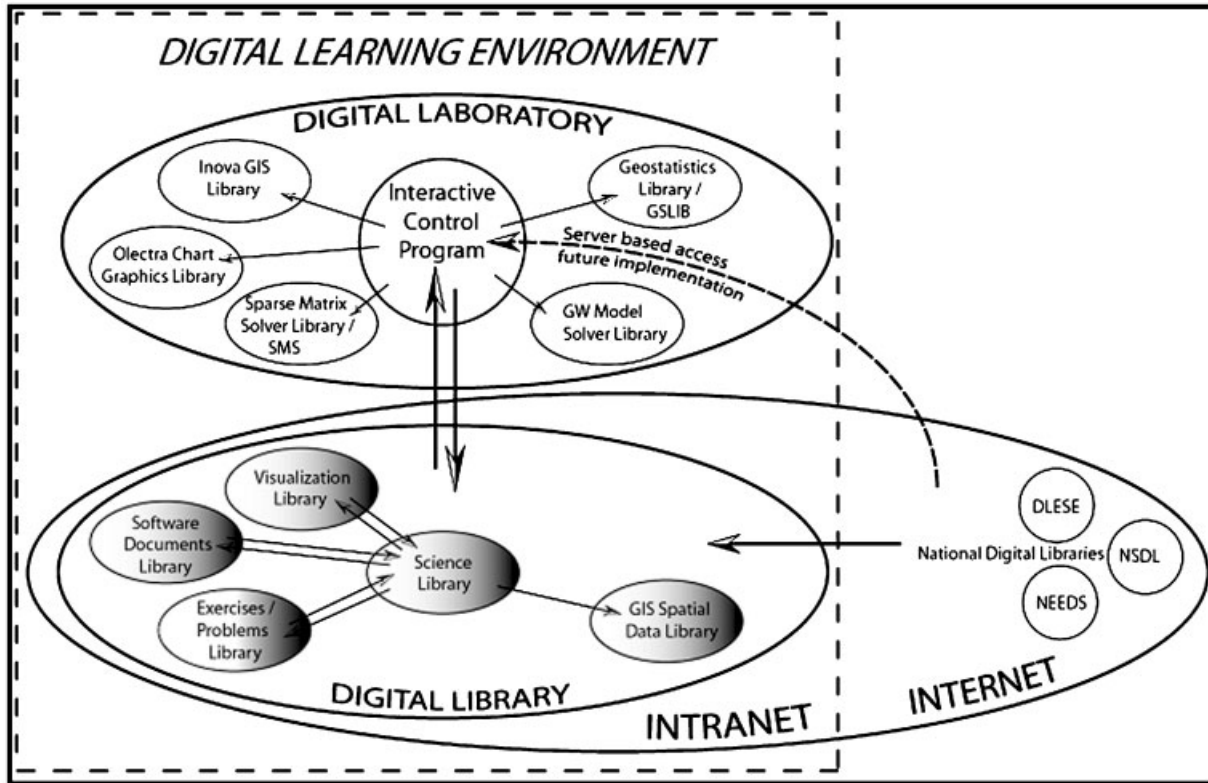 DIGITAL LEARNING ENVIRONMENT
DIGITAL LABORATORY
Inova GIS
Library
Interactive
Control
Program
Geostatistics
Library /
GSLIB
Olectra Chart
Graphics Library
Server based access
future implementation
Sparse Matrix
Solver Library /
SMS
GW Model
Solver Library
Visualization
Library
Software
Documents
Library
Science
Library
Exercises /
Problems
Library
GIS Spatial
Data Library
DIGITAL LIBRARY
DLESE
National Digital Libraries
NSDL
NEEDS
INTRANET
INTERNET